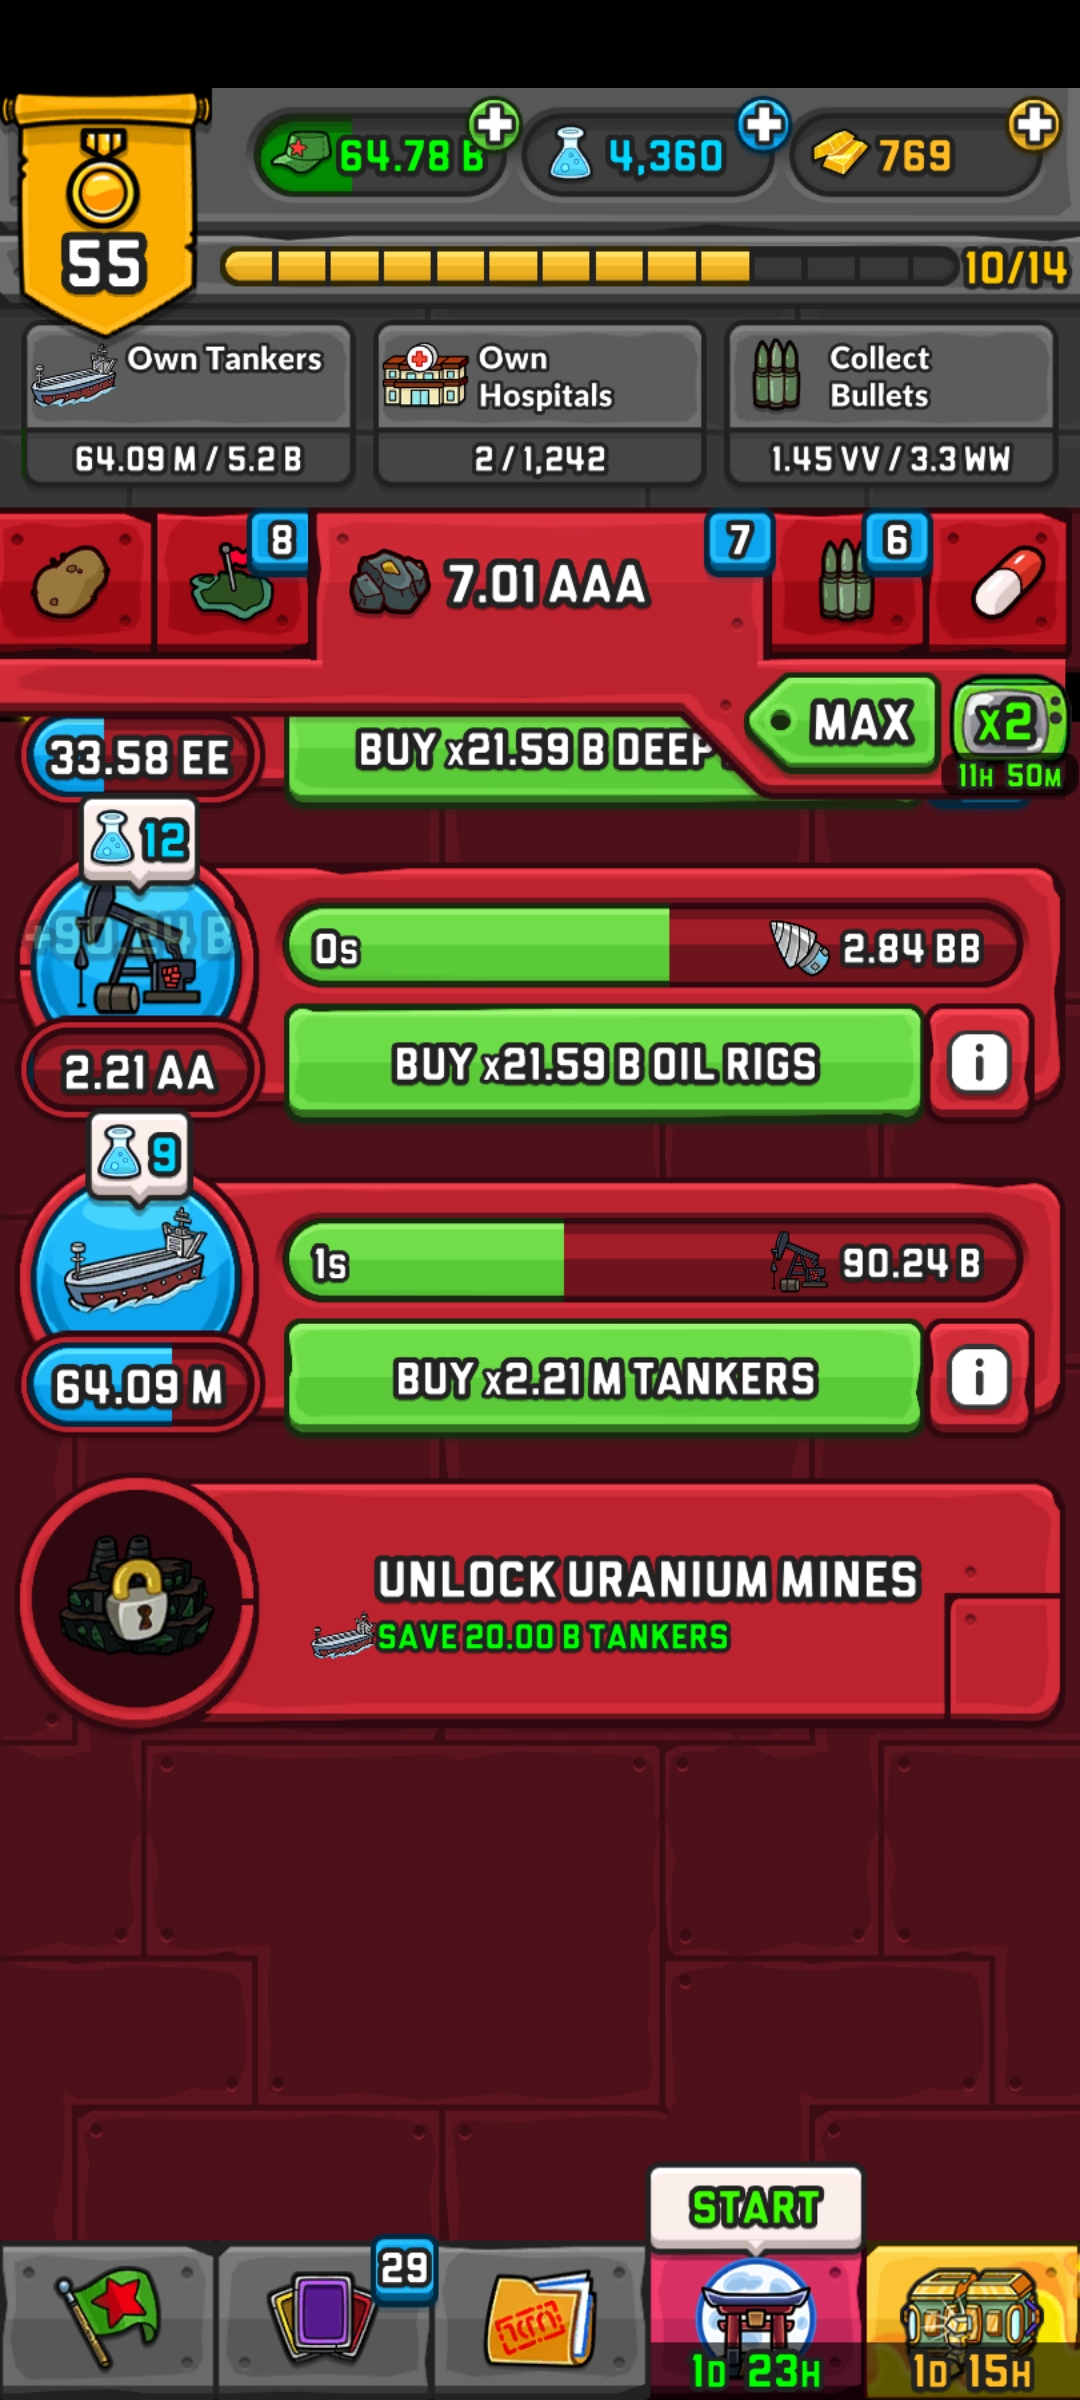 55
64.78 B
4,360
769
10/14
Own Tankers
64.09 M / 5.2 B
Own
Hospitals
2 / 1,242
Collect
Bullets
1.45 VV / 3.3 WW
8
7.01 AAA
7
6
MAX
x2
11H 50M
33.58 EE
BUY x21.59 B DEEP
12
+90.24 B
0s
2.84 BB
2.21 AA
BUY x21.59 B OIL RIGS
i
9
1s
90.24 B
64.09 M
BUY x2.21 M TANKERS
i
UNLOCK URANIUM MINES
SAVE 20.00 B TANKERS
START
29
1D 23H
1D 15H